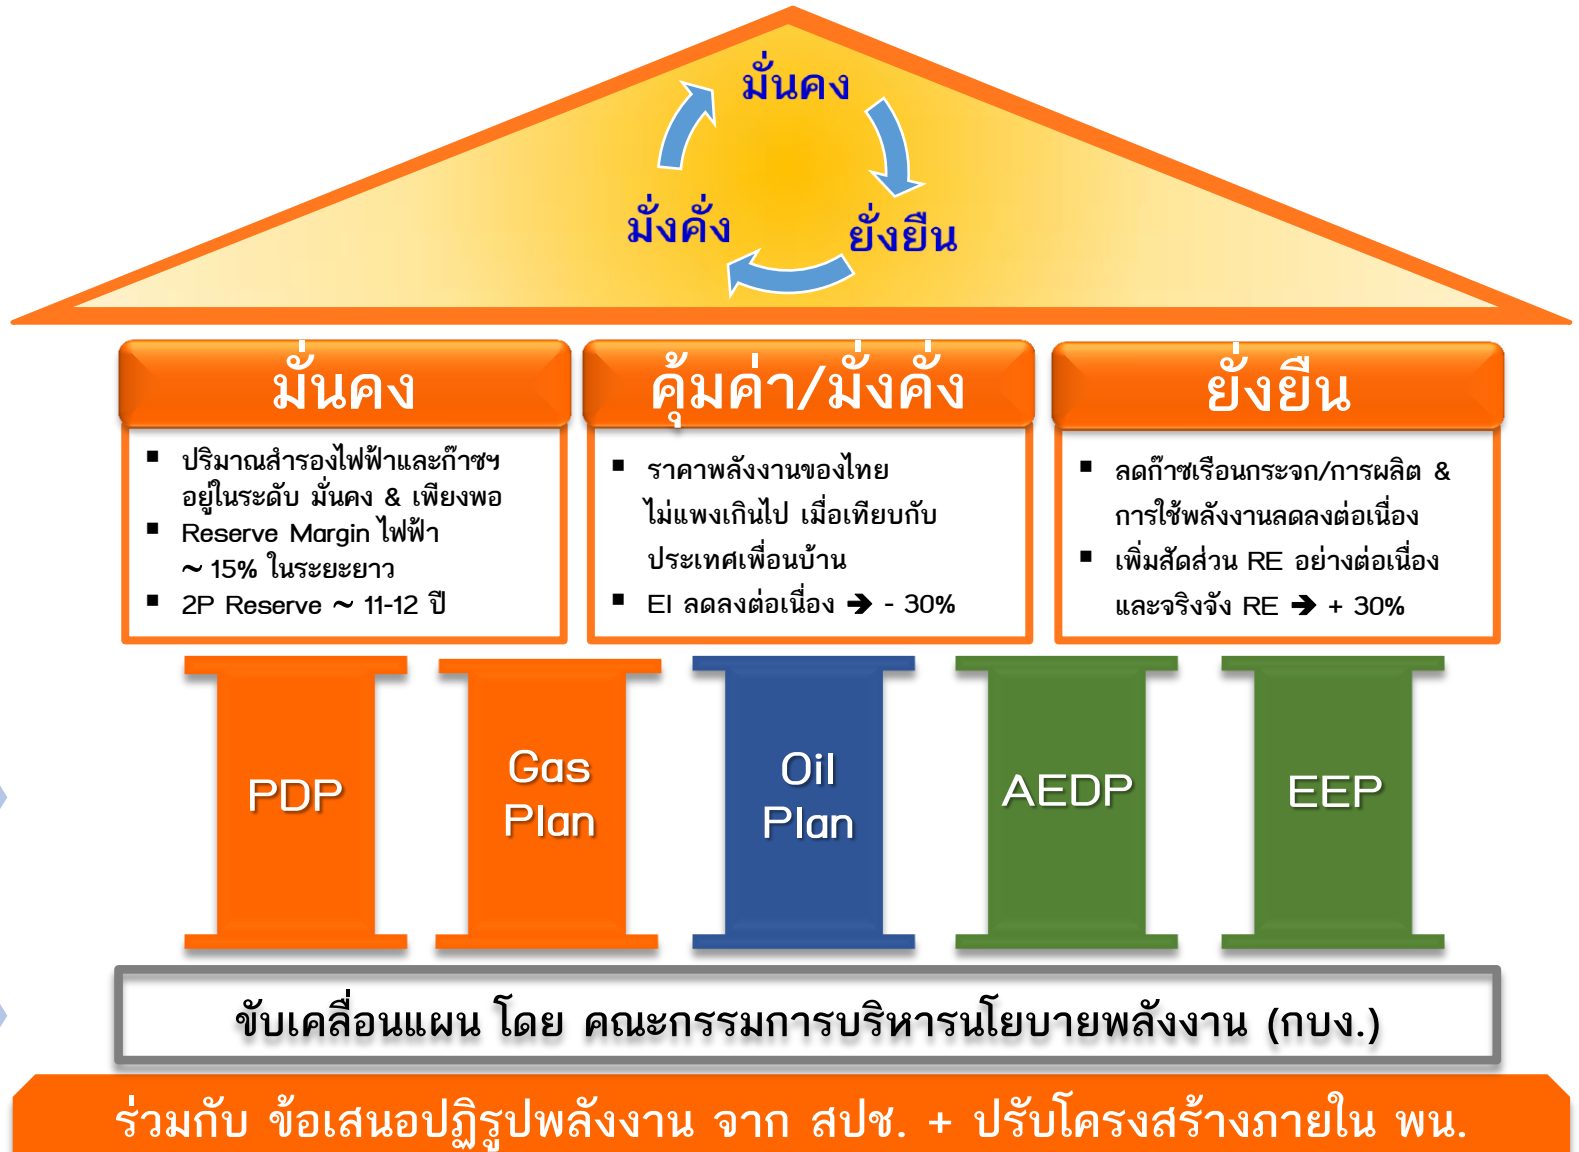 มั่นคง
มั่งคั่ง
ยั่งยืน
มั่นคง
ปริมาณสำรองไฟฟ้าและก๊าซฯ
อยู่ในระดับ มั่นคง & เพียงพอ
Reserve Margin ไฟฟ้า
~ 15% ในระยะยาว
2P Reserve ~ 11-12 ปี
คุ้มค่า/มั่งคั่ง
ราคาพลังงานของไทย
ไม่แพงเกินไป เมื่อเทียบกับ
ประเทศเพื่อนบ้าน
EI ลดลงต่อเนื่อง ➔ - 30%
ยั่งยืน
ลดก๊าซเรือนกระจก/การผลิต &
การใช้พลังงานลดลงต่อเนื่อง
เพิ่มสัดส่วน RE อย่างต่อเนื่อง
และจริงจัง RE ➔ + 30%
PDP
Gas
Plan
Oil
Plan
AEDP
EEP
ขับเคลื่อนแผน โดย คณะกรรมการบริหารนโยบายพลังงาน (กบง.)
ร่วมกับ ข้อเสนอปฏิรูปพลังงาน จาก สปช. + ปรับโครงสร้างภายใน พน.